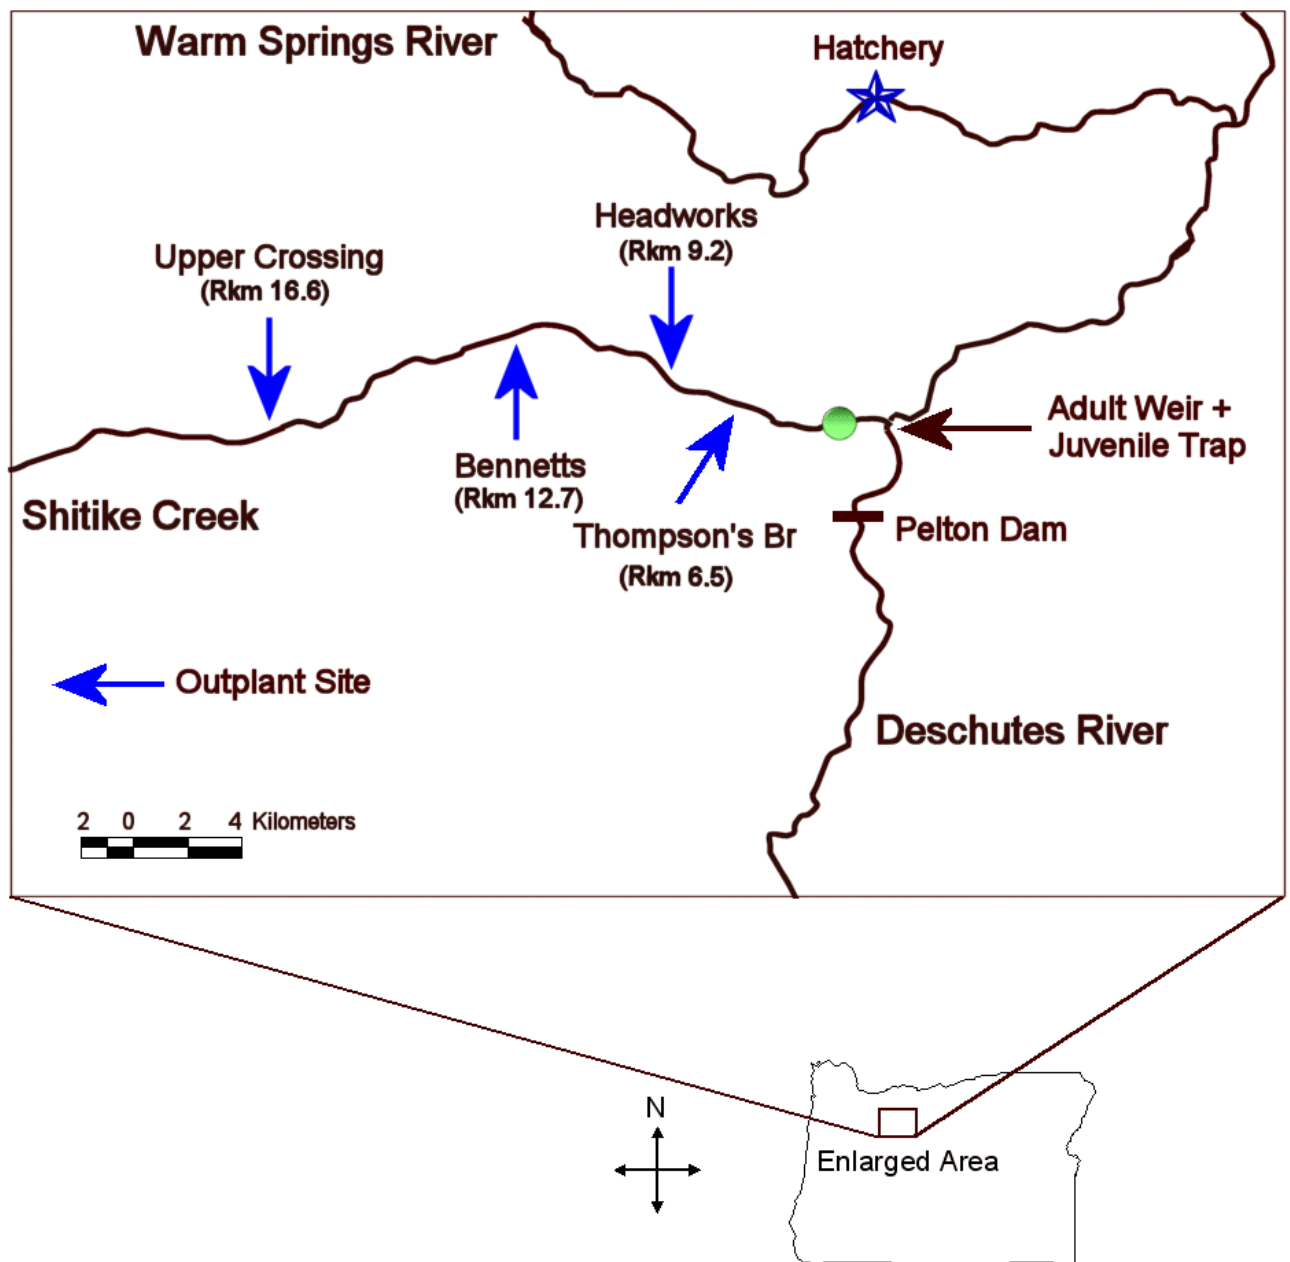 Warm Springs River
Hatchery
Headworks
(Rkm 9.2)
Upper Crossing
(Rkm 16.6)
Adult Weir +
Juvenile Trap
Bennetts
(Rkm 12.7)
Shitike Creek
Thompson's Br
(Rkm 6.5)
Pelton Dam
Outplant Site
Deschutes River
2 0 2 4 Kilometers
N
Enlarged Area